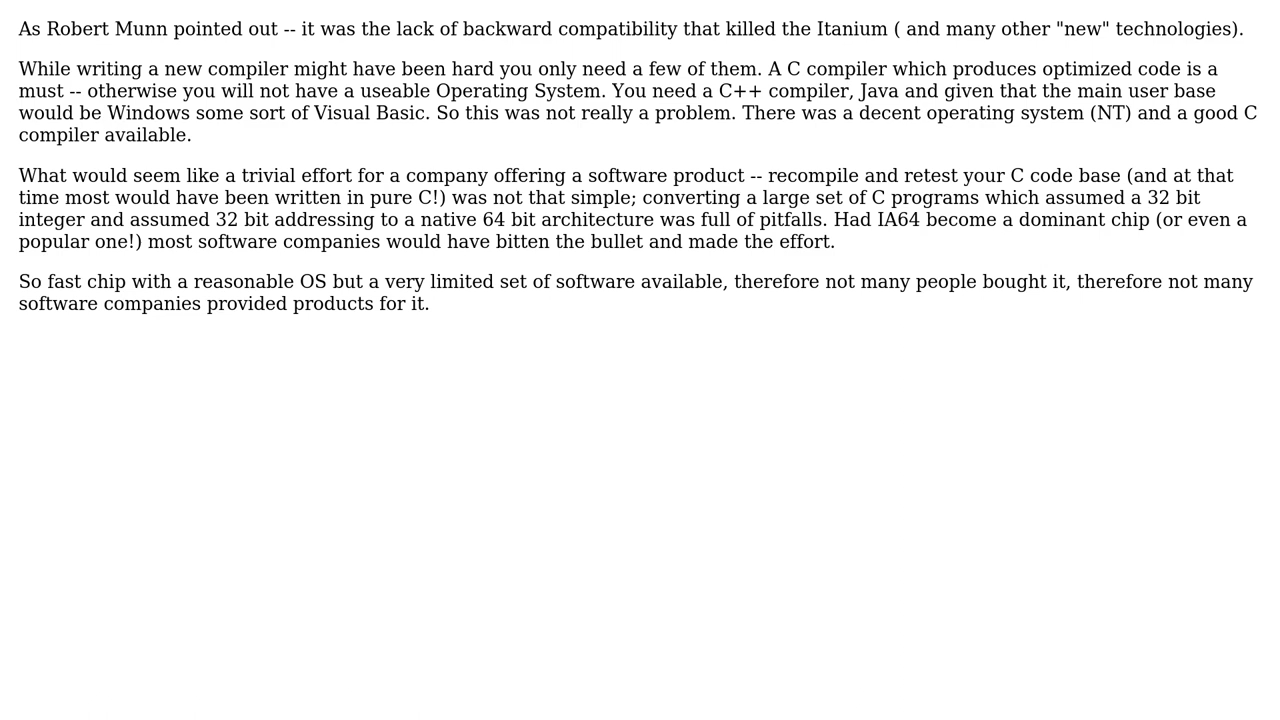 As Robert Munn pointed out -- it was the lack of backward compatibility that killed the Itanium ( and many other "new" technologies).
While writing a new compiler might have been hard you only need a few of them. A C compiler which produces optimized code is a
must -- otherwise you will not have a useable Operating System. You need a C++ compiler, Java and given that the main user base
would be Windows some sort of Visual Basic. So this was not really a problem. There was a decent operating system (NT) and a good C
compiler available.
What would seem like a trivial effort for a company offering a software product -- recompile and retest your C code base (and at that
time most would have been written in pure C!) was not that simple; converting a large set of C programs which assumed a 32 bit
integer and assumed 32 bit addressing to a native 64 bit architecture was full of pitfalls. Had IA64 become a dominant chip (or even a
popular one!) most software companies would have bitten the bullet and made the effort.
So fast chip with a reasonable OS but a very limited set of software available, therefore not many people bought it, therefore not many
software companies provided products for it.